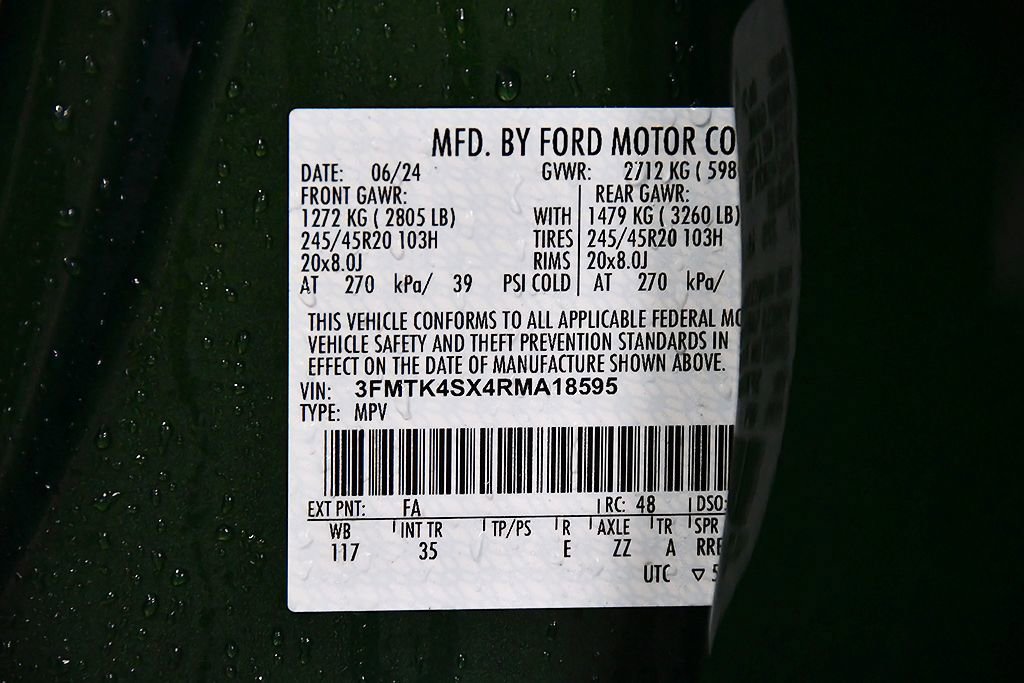 MFD. BY FORD MOTOR CO
DATE: 06/24 GVWR: 2712 KG ( 598
FRONT GAWR: REAR GAWR:
1272 KG ( 2805 LB) WITH 1479 KG ( 3260 LB)
245/45R20 103H TIRES 245/45R20 103H
20x8.0J RIMS 20x8.0J
AT 270 kPa/ 39 PSI COLD AT 270 kPa/
THIS VEHICLE CONFORMS TO ALL APPLICABLE FEDERAL MO
VEHICLE SAFETY AND THEFT PREVENTION STANDARDS IN
EFFECT ON THE DATE OF MANUFACTURE SHOWN ABOVE.
VIN: 3FMTK4SX4RMA18595
TYPE: MPV
EXT PNT: FA RC: 48 DSO:
WB INT TR TP/PS R AXLE TR SPR
117 35 E ZZ A RRF
UTC ▽ 5